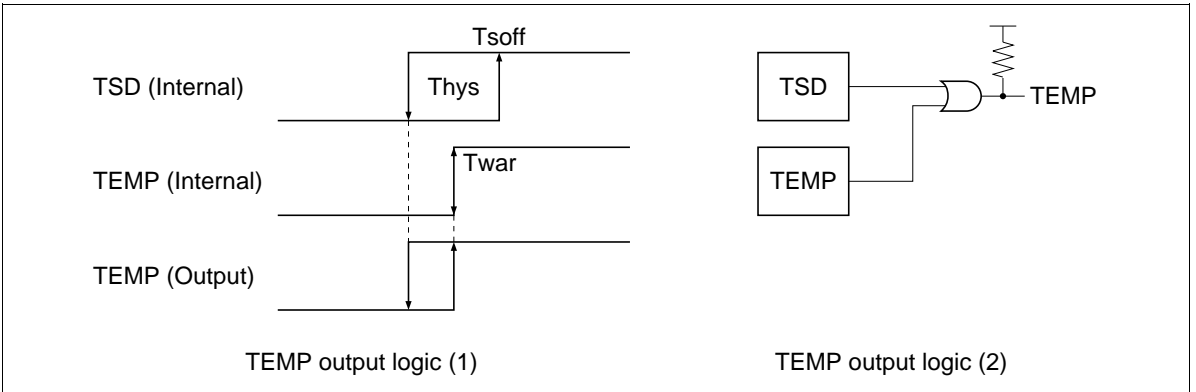 Tsoff
TSD (Internal)
Thys
TEMP (Internal)
Twar
TEMP (Output)
TEMP output logic (1)
TSD
TEMP
TEMP
TEMP output logic (2)